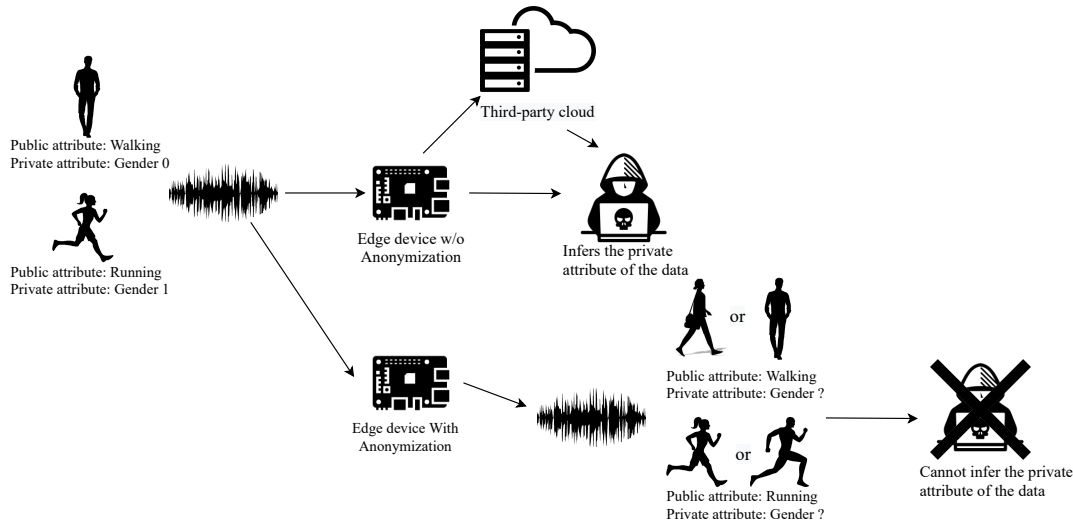 Third-party cloud
Public attribute: Walking
Private attribute: Gender 0
Public attribute: Running
Private attribute: Gender 1
Edge device w/o
Anonymization
Infers the private
attribute of the data
or
Public attribute: Walking
Private attribute: Gender ?
Edge device With
Anonymization
or
Public attribute: Running
Private attribute: Gender ?
Cannot infer the private
attribute of the data